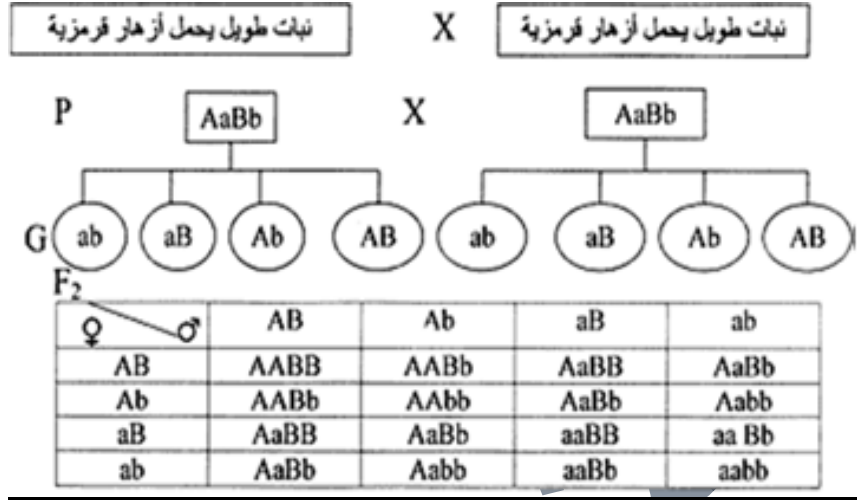 نبات طويل يحمل أزهار قرمزية X نبات طويل يحمل أزهار قرمزية
P AaBb X AaBb
G ab aB Ab AB ab aB Ab AB
F₂
♀ ♂ AB Ab aB ab
AB AABB AABb AaBB AaBb
Ab AABb AAbb AaBb Aabb
aB AaBB AaBb aaBB aa Bb
ab AaBb Aabb aaBb aabb